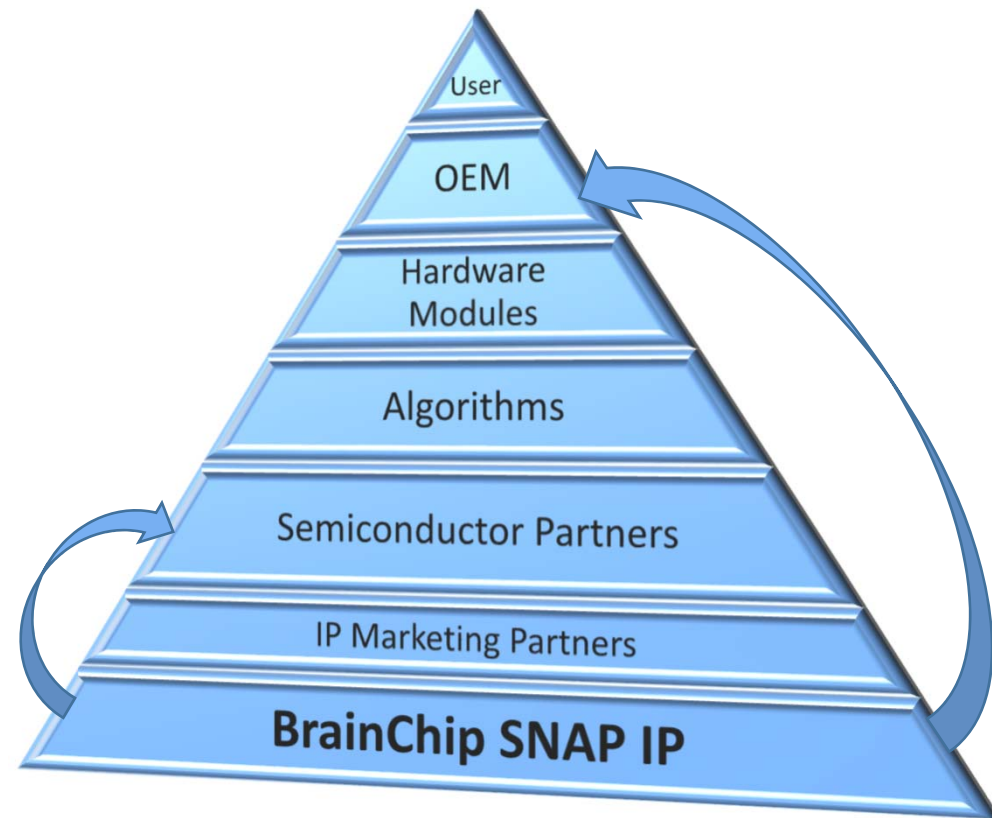 User
OEM
Hardware
Modules
Algorithms
Semiconductor Partners
IP Marketing Partners
BrainChip SNAP IP